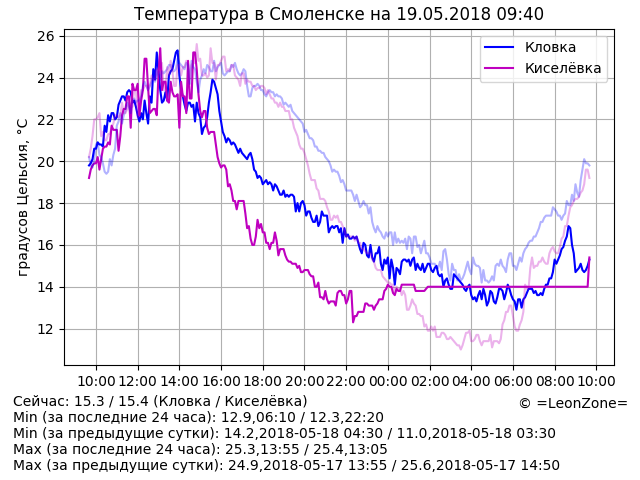 Температура в Смоленске на 19.05.2018 09:40
26
24
22
20
18
16
14
12
градусов Цельсия, °C
Кловка
Киселёвка
10:00 12:00 14:00 16:00 18:00 20:00 22:00 00:00 02:00 04:00 06:00 08:00 10:00
Сейчас: 15.3 / 15.4 (Кловка / Киселёвка)
© =LeonZone=
Min (за последние 24 часа): 12.9,06:10 / 12.3,22:20
Min (за предыдущие сутки): 14.2,2018-05-18 04:30 / 11.0,2018-05-18 03:30
Max (за последние 24 часа): 25.3,13:55 / 25.4,13:05
Max (за предыдущие сутки): 24.9,2018-05-17 13:55 / 25.6,2018-05-17 14:50